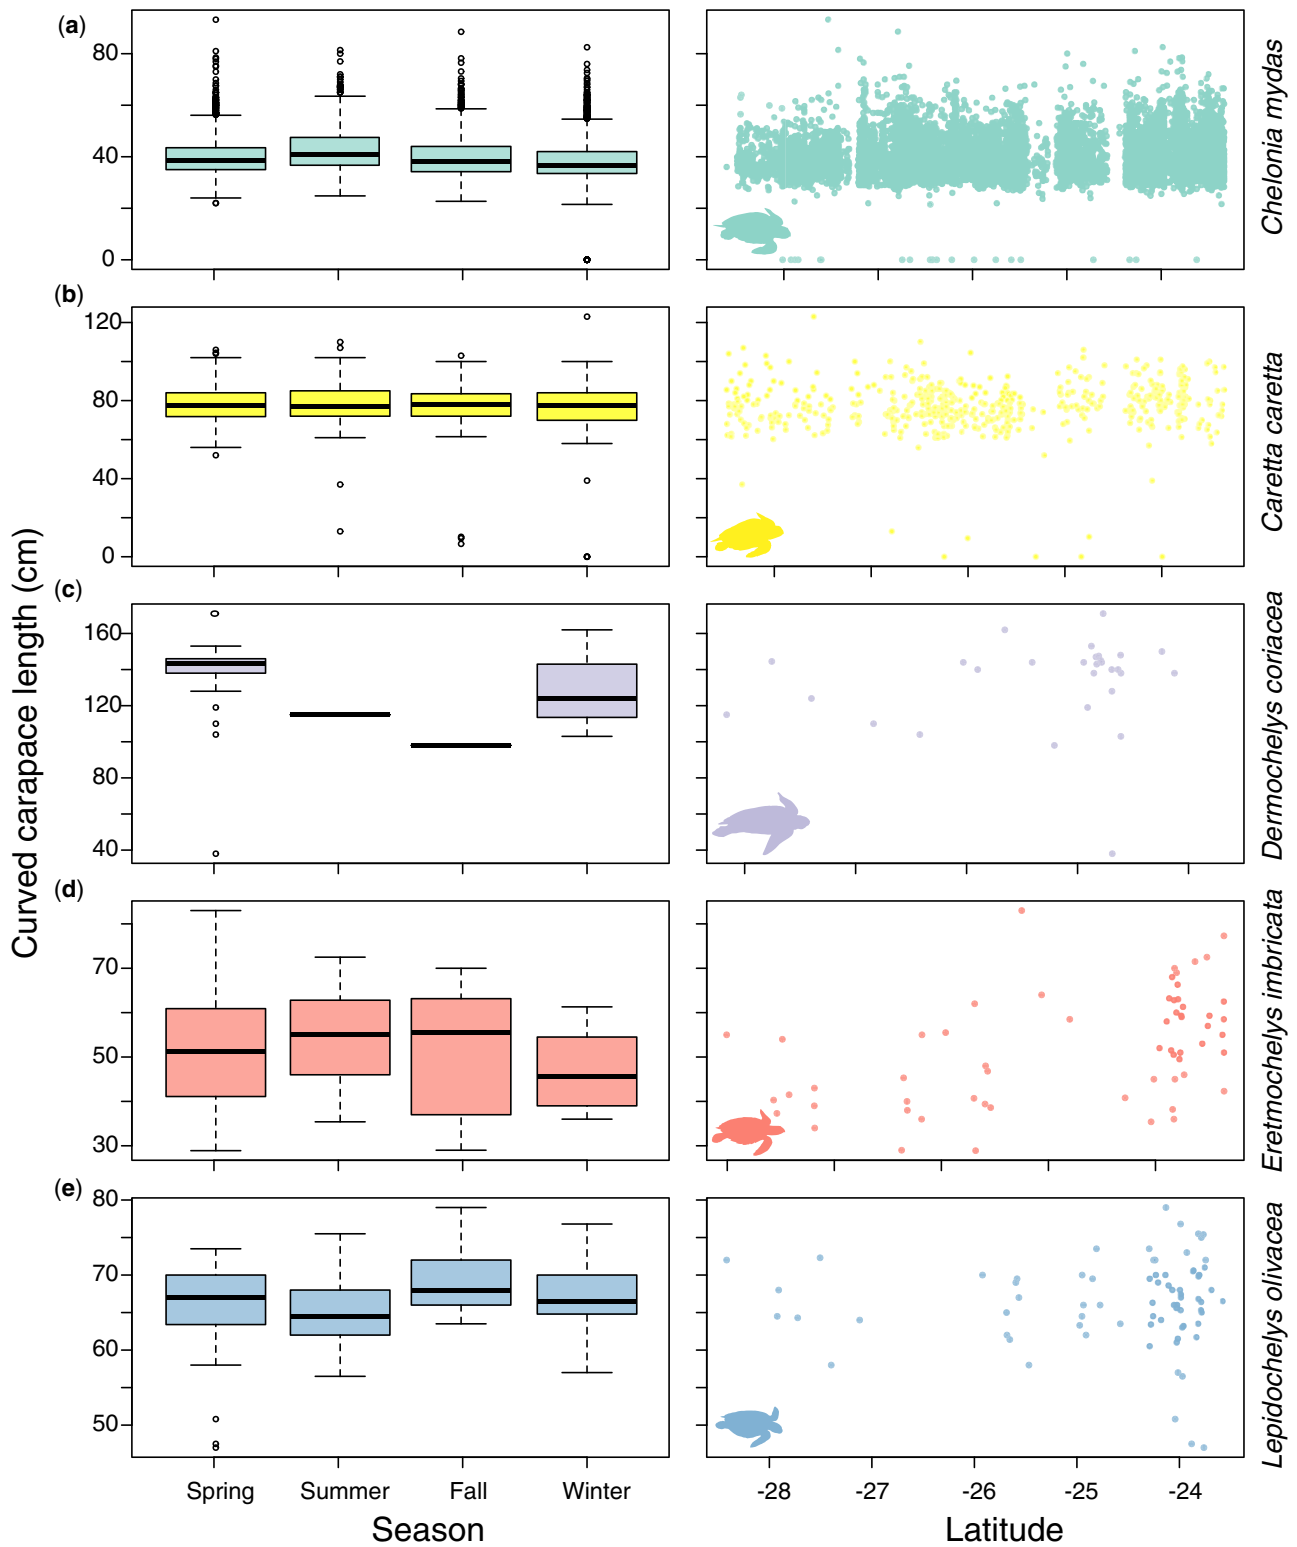 (a)
80
40
0
Chelonia mydas
(b)
120
80
40
0
Caretta caretta
(c)
160
120
80
40
Dermochelys coriacea
(d)
70
50
30
Eretmochelys imbricata
(e)
80
70
60
50
Lepidochelys olivacea
Curved carapace length (cm)
Spring Summer Fall Winter
-28 -27 -26 -25 -24
Season
Latitude